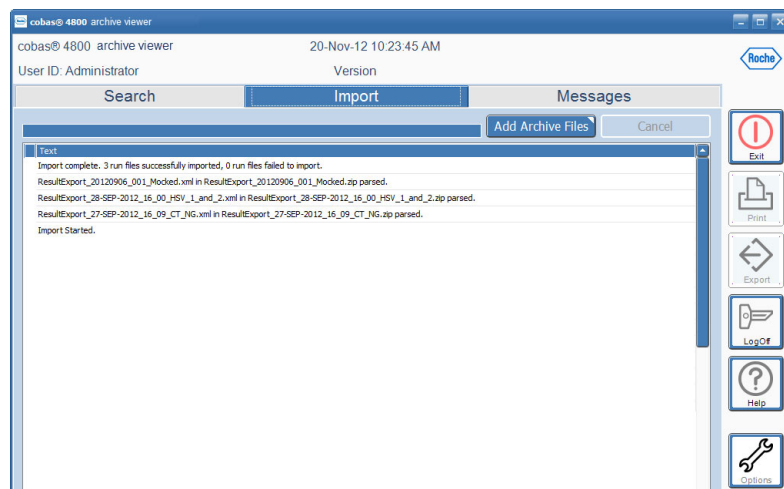 cobas® 4800 archive viewer
cobas® 4800 archive viewer 20-Nov-12 10:23:45 AM
Roche
User ID: Administrator Version
Search Import Messages
Add Archive Files Cancel
Text
Import complete. 3 run files successfully imported, 0 run files failed to import.
ResultExport_20120906_001_Mocked.xml in ResultExport_20120906_001_Mocked.zip parsed.
ResultExport_28-SEP-2012_16_00_HSV_1_and_2.xml in ResultExport_28-SEP-2012_16_00_HSV_1_and_2.zip parsed.
ResultExport_27-SEP-2012_16_09_CT_NG.xml in ResultExport_27-SEP-2012_16_09_CT_NG.zip parsed.
Import Started.
Exit
Print
Export
LogOff
Help
Options